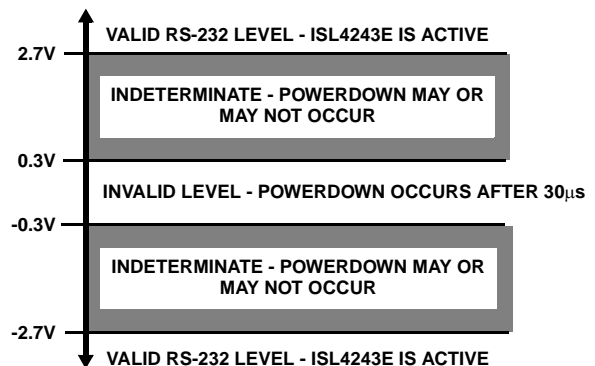 VALID RS-232 LEVEL - ISL4243E IS ACTIVE
2.7V
INDETERMINATE - POWERDOWN MAY OR
MAY NOT OCCUR
0.3V
INVALID LEVEL - POWERDOWN OCCURS AFTER 30μs
-0.3V
INDETERMINATE - POWERDOWN MAY OR
MAY NOT OCCUR
-2.7V
VALID RS-232 LEVEL - ISL4243E IS ACTIVE